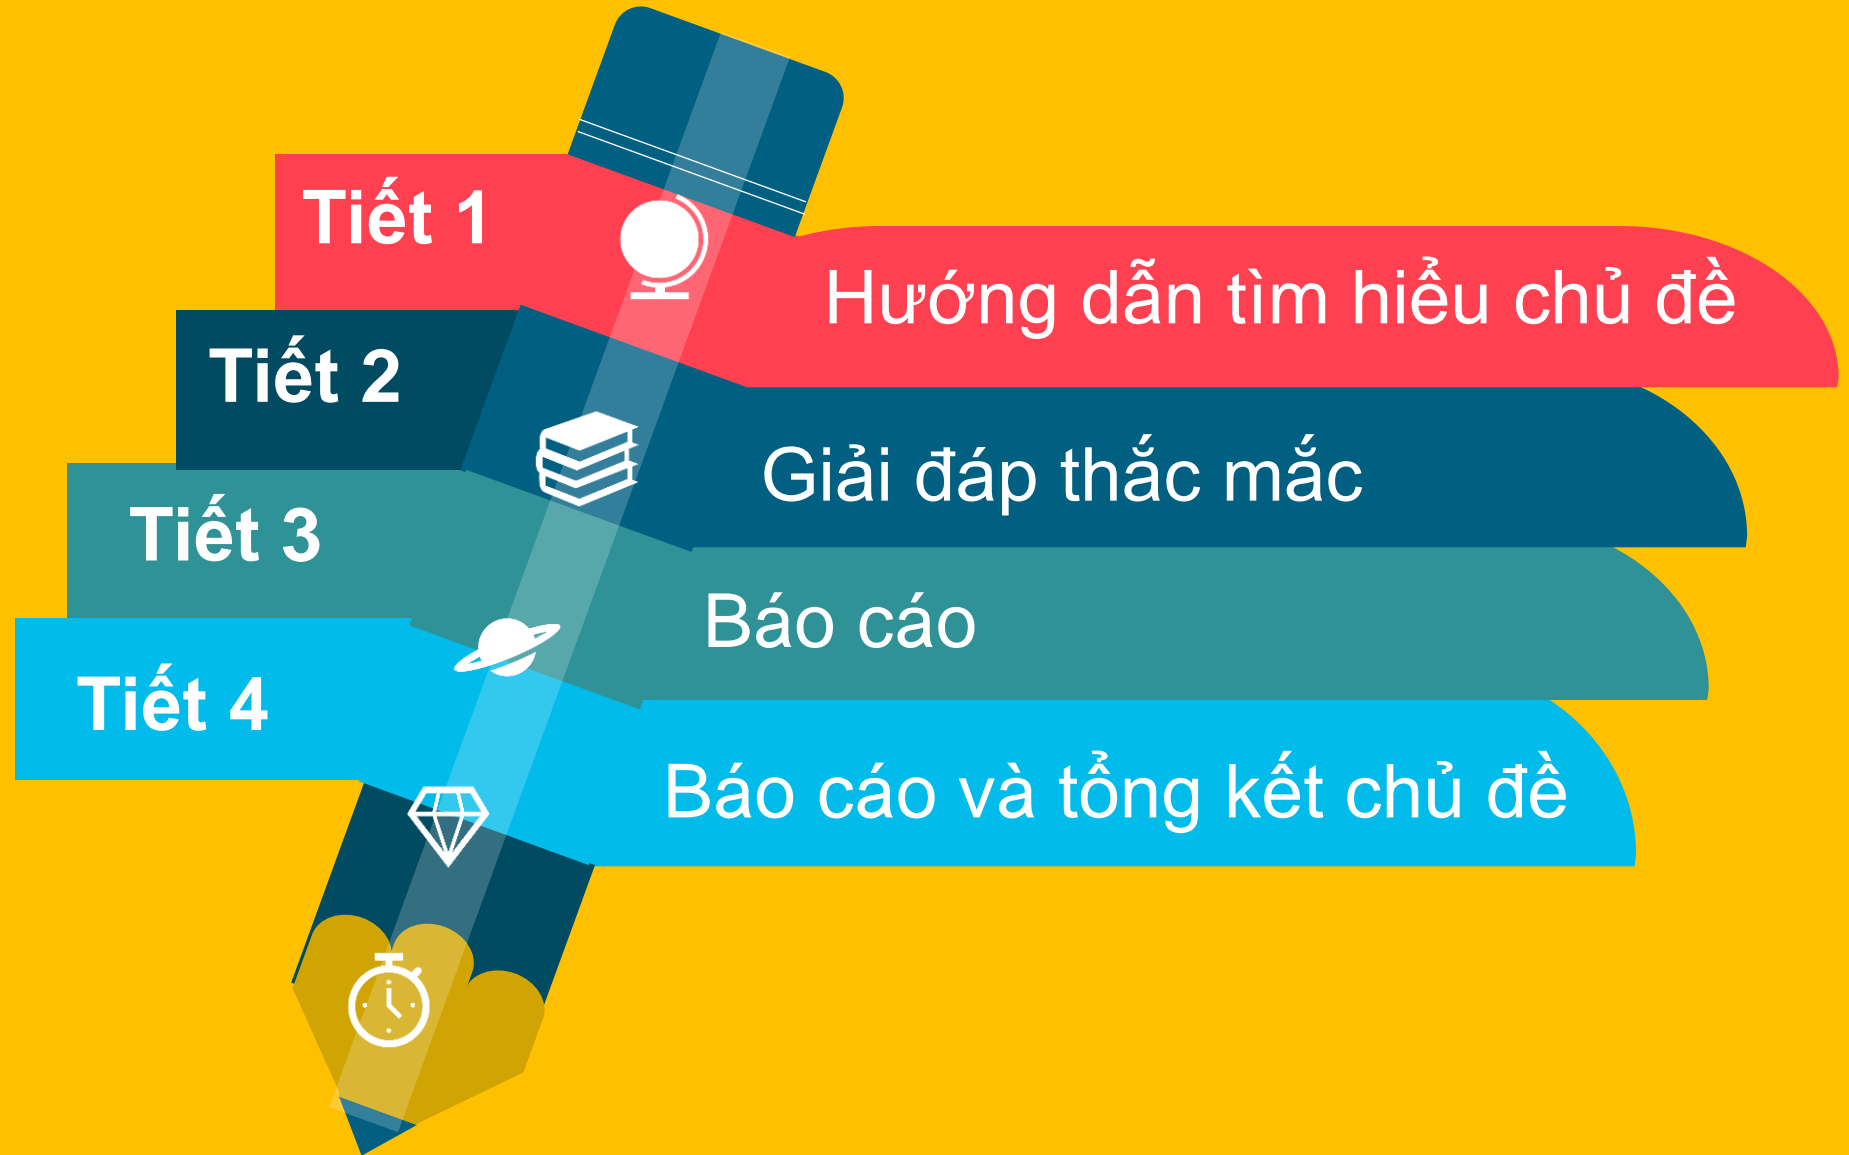 Tiết 1
Hướng dẫn tìm hiểu chủ đề
Tiết 2
Giải đáp thắc mắc
Tiết 3
Báo cáo
Tiết 4
Báo cáo và tổng kết chủ đề